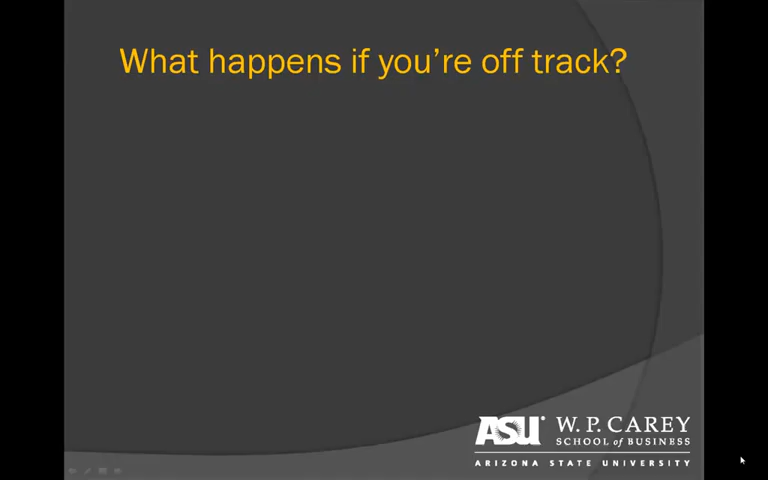 What happens if you're off track?
ASU W. P. CAREY
SCHOOL of BUSINESS
ARIZONA STATE UNIVERSITY